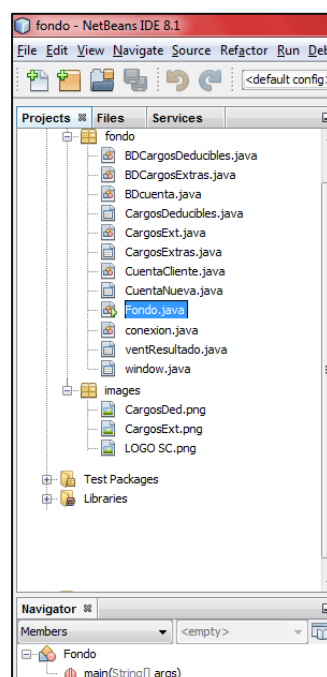 fondo - NetBeans IDE 8.1
File Edit View Navigate Source Refactor Run Deb
<default config>
Projects Files Services
fondo
BDCargosDeducibles.java
BDCargosExtras.java
BDcuenta.java
CargosDeducibles.java
CargosExt.java
CargosExtras.java
CuentaCliente.java
CuentaNueva.java
Fondo.java
conexion.java
ventResultado.java
window.java
images
CargosDed.png
CargosExt.png
LOGO SC.png
Test Packages
Libraries
Navigator
Members <empty>
Fondo
main(String[] args)